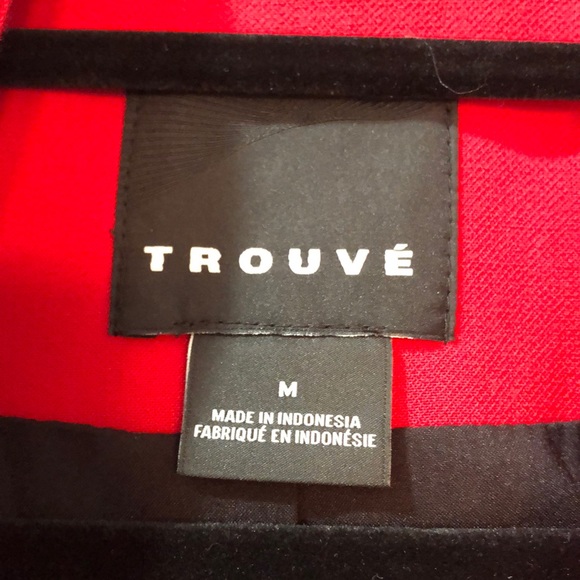 TROUVÉ
M
MADE IN INDONESIA
FABRIQUÉ EN INDONÉSIE